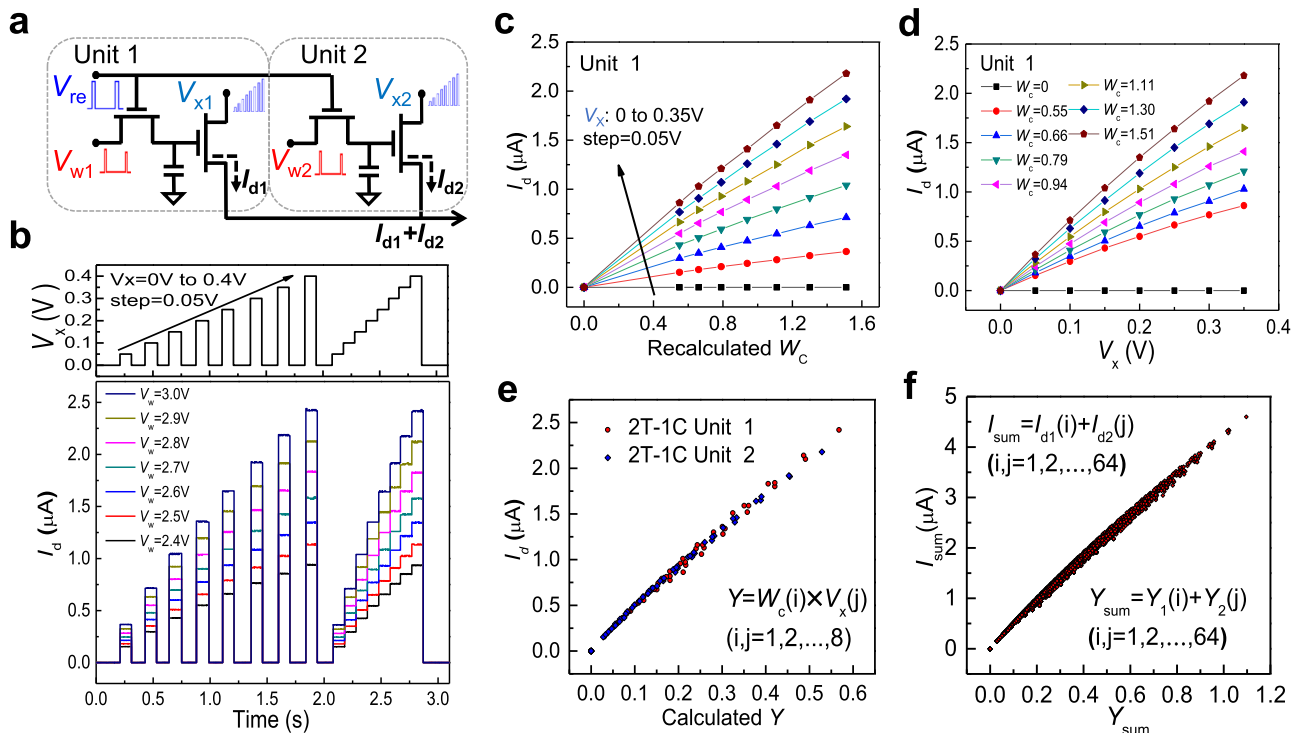 a
Unit 1
Unit 2
Vre
Vx1
Vx2
Vw1
Vw2
Id1
Id2
Id1+Id2
b
Vx=0V to 0.4V
step=0.05V
Vx (V)
0.4
0.3
0.2
0.1
0.0
Vw=3.0V
Vw=2.9V
Vw=2.8V
Vw=2.7V
Vw=2.6V
Vw=2.5V
Vw=2.4V
Id (μA)
2.5
2.0
1.5
1.0
0.5
0.0
0.0 0.5 1.0 1.5 2.0 2.5 3.0
Time (s)
c
Unit 1
VX: 0 to 0.35V
step=0.05V
Id (μA)
2.5
2.0
1.5
1.0
0.5
0.0
0.0 0.4 0.8 1.2 1.6
Recalculated WC
d
Unit 1
Wc=0
Wc=0.55
Wc=0.66
Wc=0.79
Wc=0.94
Wc=1.11
Wc=1.30
Wc=1.51
Id (μA)
2.5
2.0
1.5
1.0
0.5
0.0
0.0 0.1 0.2 0.3 0.4
Vx (V)
e
2T-1C Unit 1
2T-1C Unit 2
Y=Wc(i)×Vx(j)
(i,j=1,2,...,8)
Id (μA)
2.5
2.0
1.5
1.0
0.5
0.0
0.0 0.1 0.2 0.3 0.4 0.5 0.6
Calculated Y
f
Isum=Id1(i)+Id2(j)
(i,j=1,2,...,64)
Ysum=Y1(i)+Y2(j)
(i,j=1,2,...,64)
Isum(μA)
5
4
3
2
1
0
0.0 0.2 0.4 0.6 0.8 1.0 1.2
Ysum